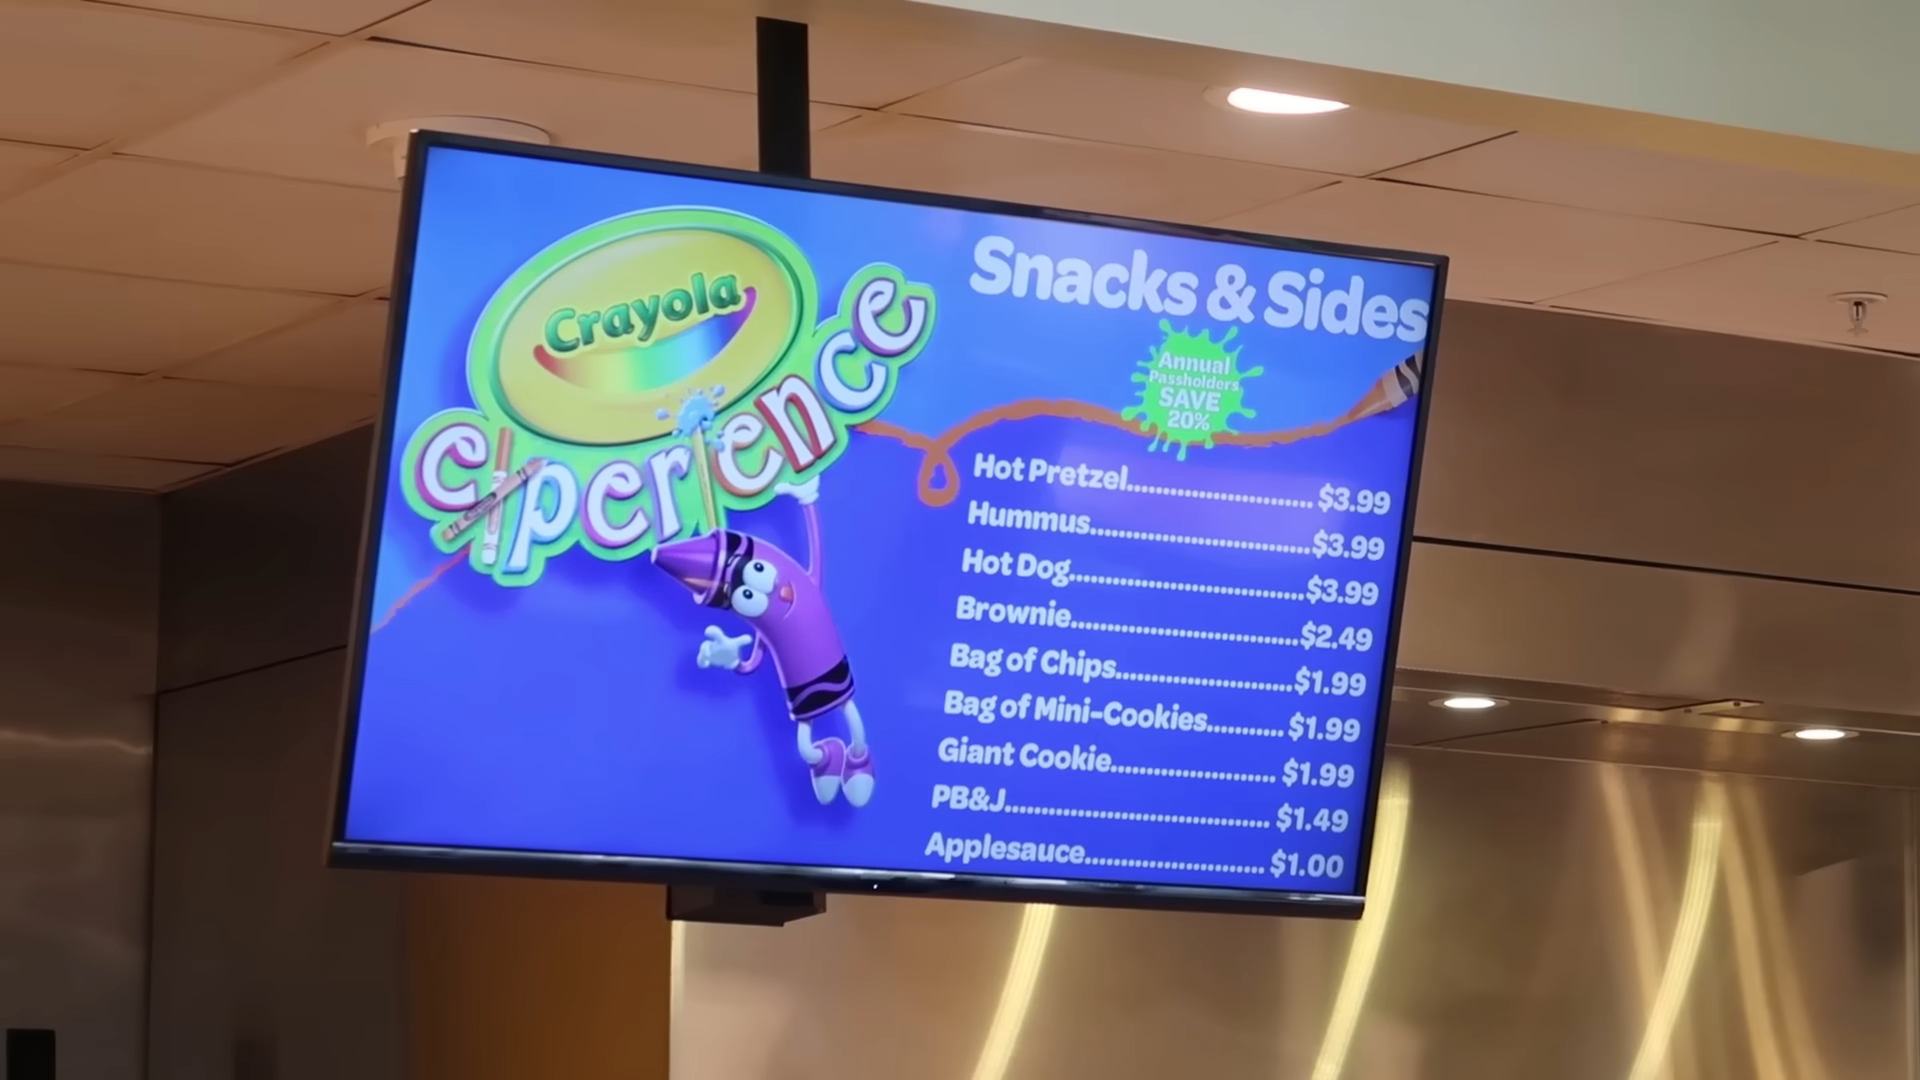 Crayola
experience
Snacks & Sides
Annual
Passholders
SAVE
20%
Hot Pretzel.......................... $3.99
Hummus...............................$3.99
Hot Dog.................................$3.99
Brownie................................$2.49
Bag of Chips.........................$1.99
Bag of Mini-Cookies........... $1.99
Giant Cookie....................... $1.99
PB&J..................................... $1.49
Applesauce......................... $1.00